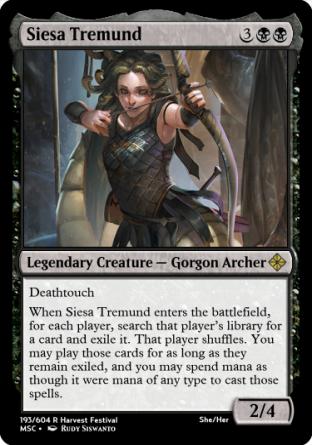 Siesa Tremund 3
Legendary Creature — Gorgon Archer
Deathtouch
When Siesa Tremund enters the battlefield,
for each player, search that player's library for
a card and exile it. That player shuffles. You
may play those cards for as long as they
remain exiled, and you may spend mana as
though it were mana of any type to cast those
spells.
193/604 R Harvest Festival She/Her
MSC • Rudy Siswanto
2/4